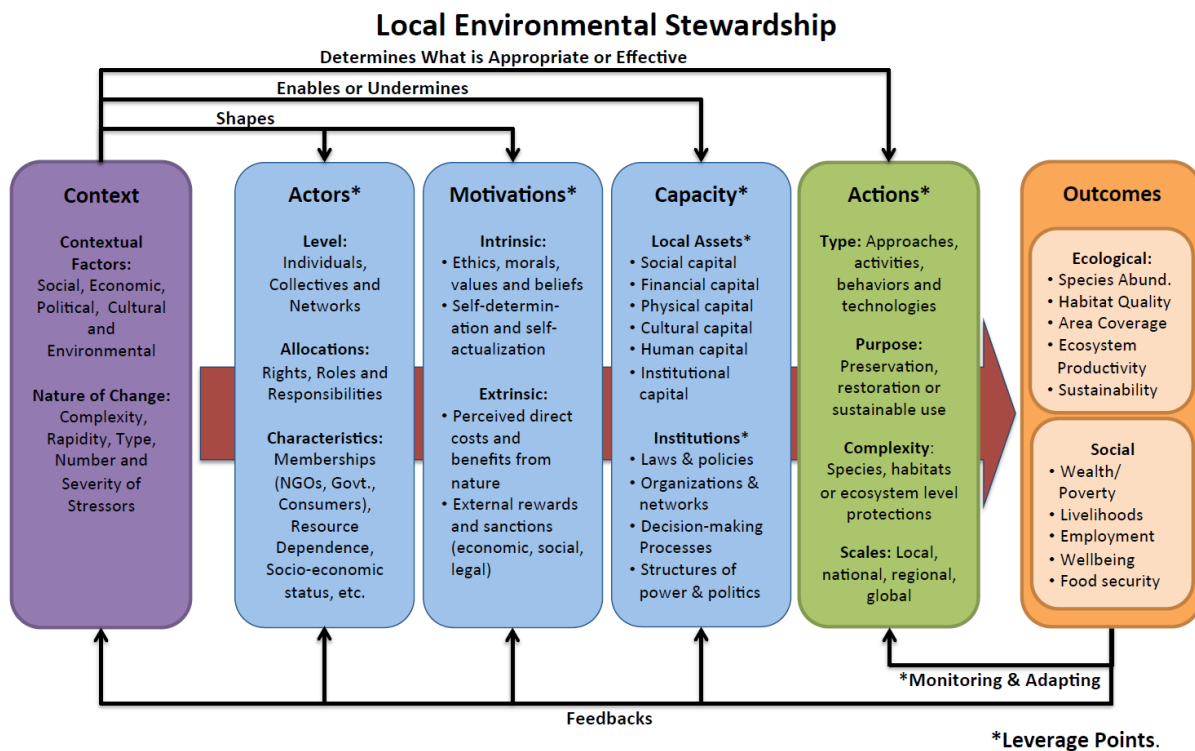 Local Environmental Stewardship
Determines What is Appropriate or Effective
Enables or Undermines
Shapes
Context
Contextual
Factors:
Social, Economic,
Political, Cultural
and
Environmental
Nature of Change:
Complexity,
Rapidity, Type,
Number and
Severity of
Stressors
Actors*
Level:
Individuals,
Collectives and
Networks
Allocations:
Rights, Roles and
Responsibilities
Characteristics:
Memberships
(NGOs, Govt.,
Consumers),
Resource
Dependence,
Socio-economic
status, etc.
Motivations*
Intrinsic:
• Ethics, morals,
values and beliefs
• Self-determin-
ation and self-
actualization
Extrinsic:
• Perceived direct
costs and
benefits from
nature
• External rewards
and sanctions
(economic, social,
legal)
Capacity*
Local Assets*
• Social capital
• Financial capital
• Physical capital
• Cultural capital
• Human capital
• Institutional
capital
Institutions*
• Laws & policies
• Organizations &
networks
• Decision-making
Processes
• Structures of
power & politics
Actions*
Type: Approaches,
activities,
behaviors and
technologies
Purpose:
Preservation,
restoration or
sustainable use
Complexity:
Species, habitats
or ecosystem level
protections
Scales: Local,
national, regional,
global
Outcomes
Ecological:
• Species Abund.
• Habitat Quality
• Area Coverage
• Ecosystem
Productivity
• Sustainability
Social
• Wealth/
Poverty
• Livelihoods
• Employment
• Wellbeing
• Food security
*Monitoring & Adapting
Feedbacks
*Leverage Points.